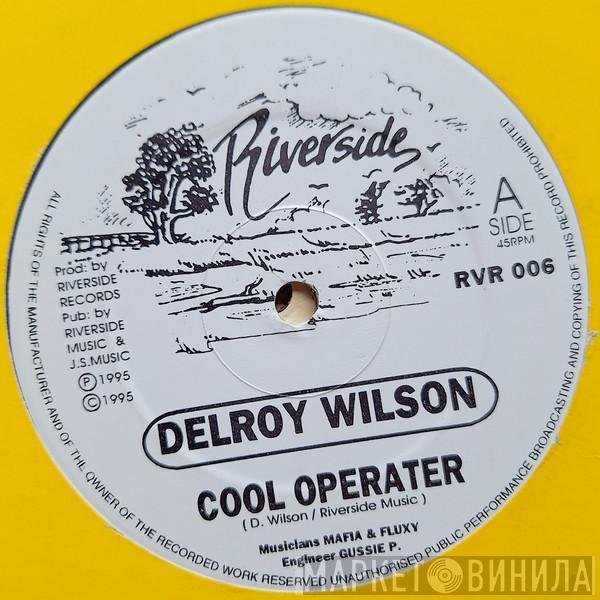 Riverside
A
SIDE
45RPM
RVR 006
Prod: by
RIVERSIDE
RECORDS
Pub: by
RIVERSIDE
MUSIC &
J.S.MUSIC
Ⓟ 1995
© 1995
DELROY WILSON
COOL OPERATER
( D. Wilson / Riverside Music )
Musicians MAFIA & FLUXY
Engineer GUSSIE P.
ALL RIGHTS OF THE MANUFACTURER AND OF THE OWNER OF THE RECORDED WORK RESERVED UNAUTHORISED PUBLIC PERFORMANCE BROADCASTING AND COPYING OF THIS RECORD PROHIBITED
МАРКЕТ ВИНИЛА